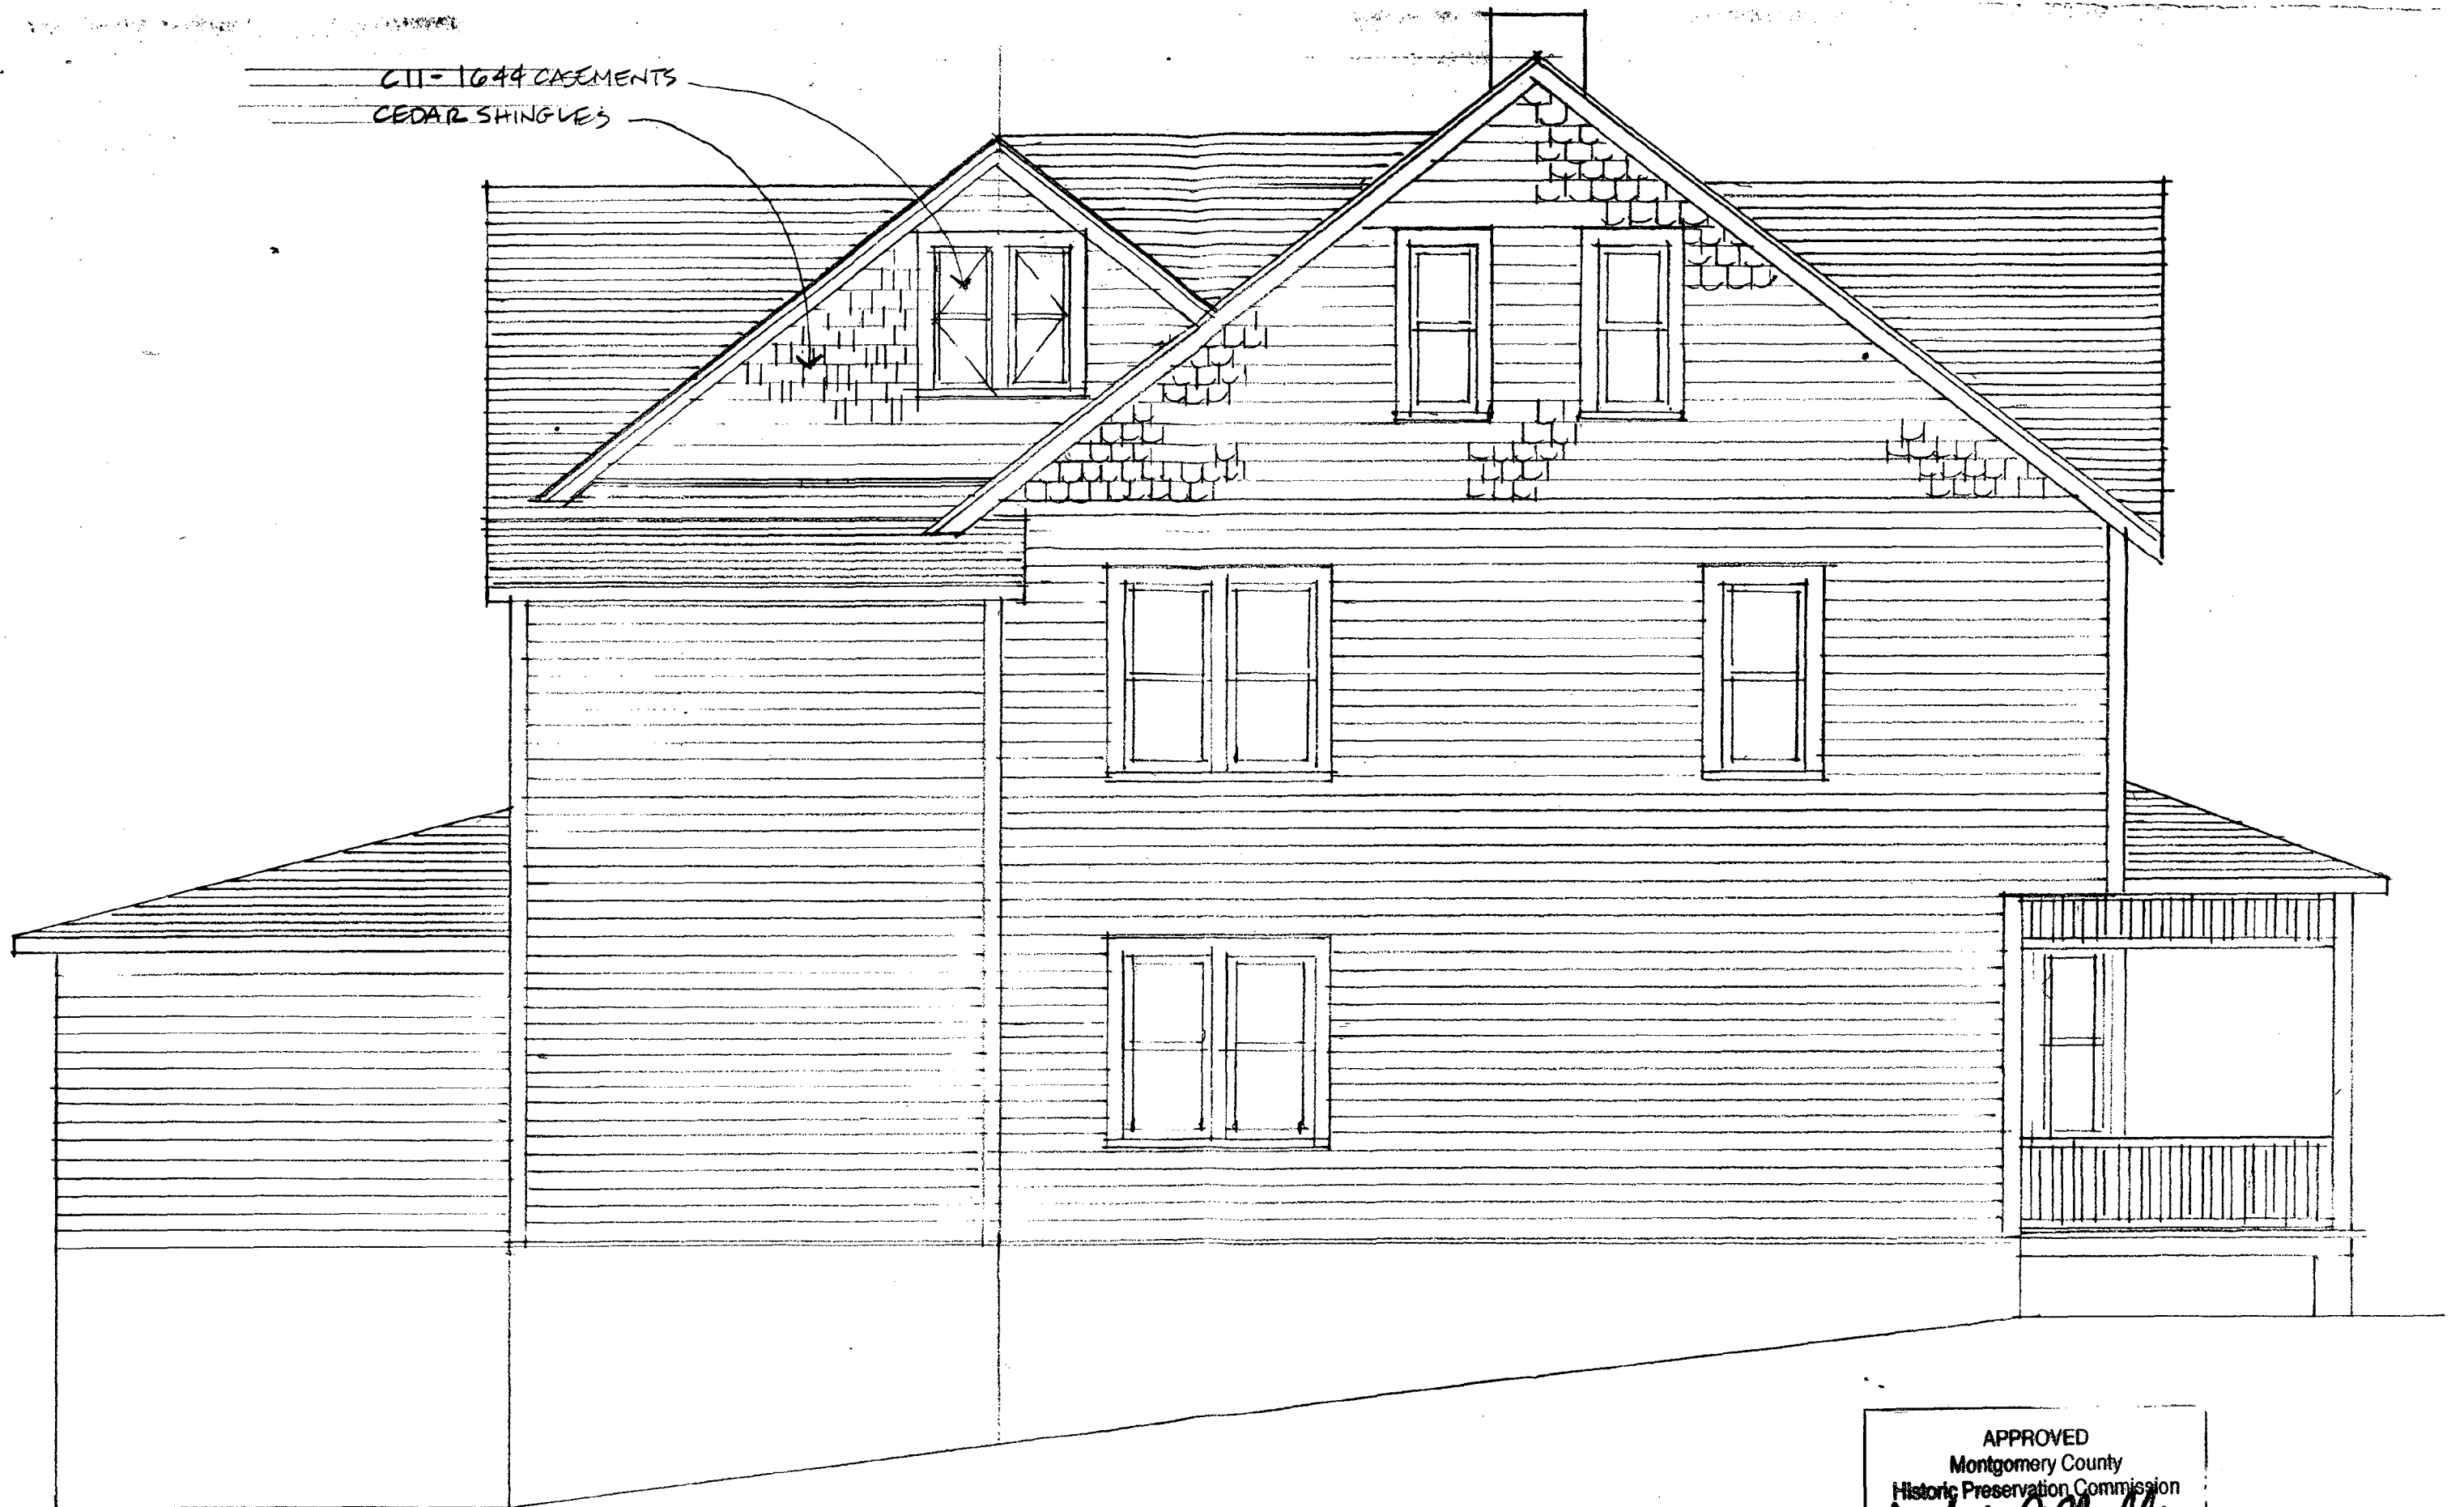 C11-1644 CASEMENTS
CEDAR SHINGLES
APPROVED
Montgomery County
Historic Preservation Commission